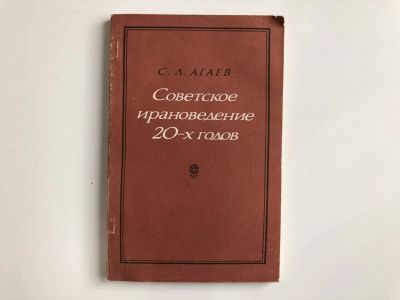 С. Л. АГАЕВ
Советское
ирановедение
20-х годов